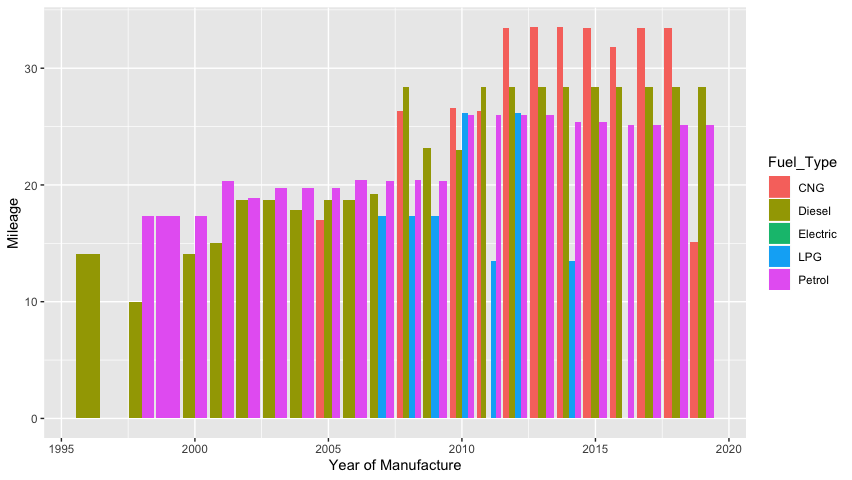 30
20
10
0
Mileage
1995
2000
2005
2010
2015
2020
Year of Manufacture
Fuel_Type
CNG
Diesel
Electric
LPG
Petrol